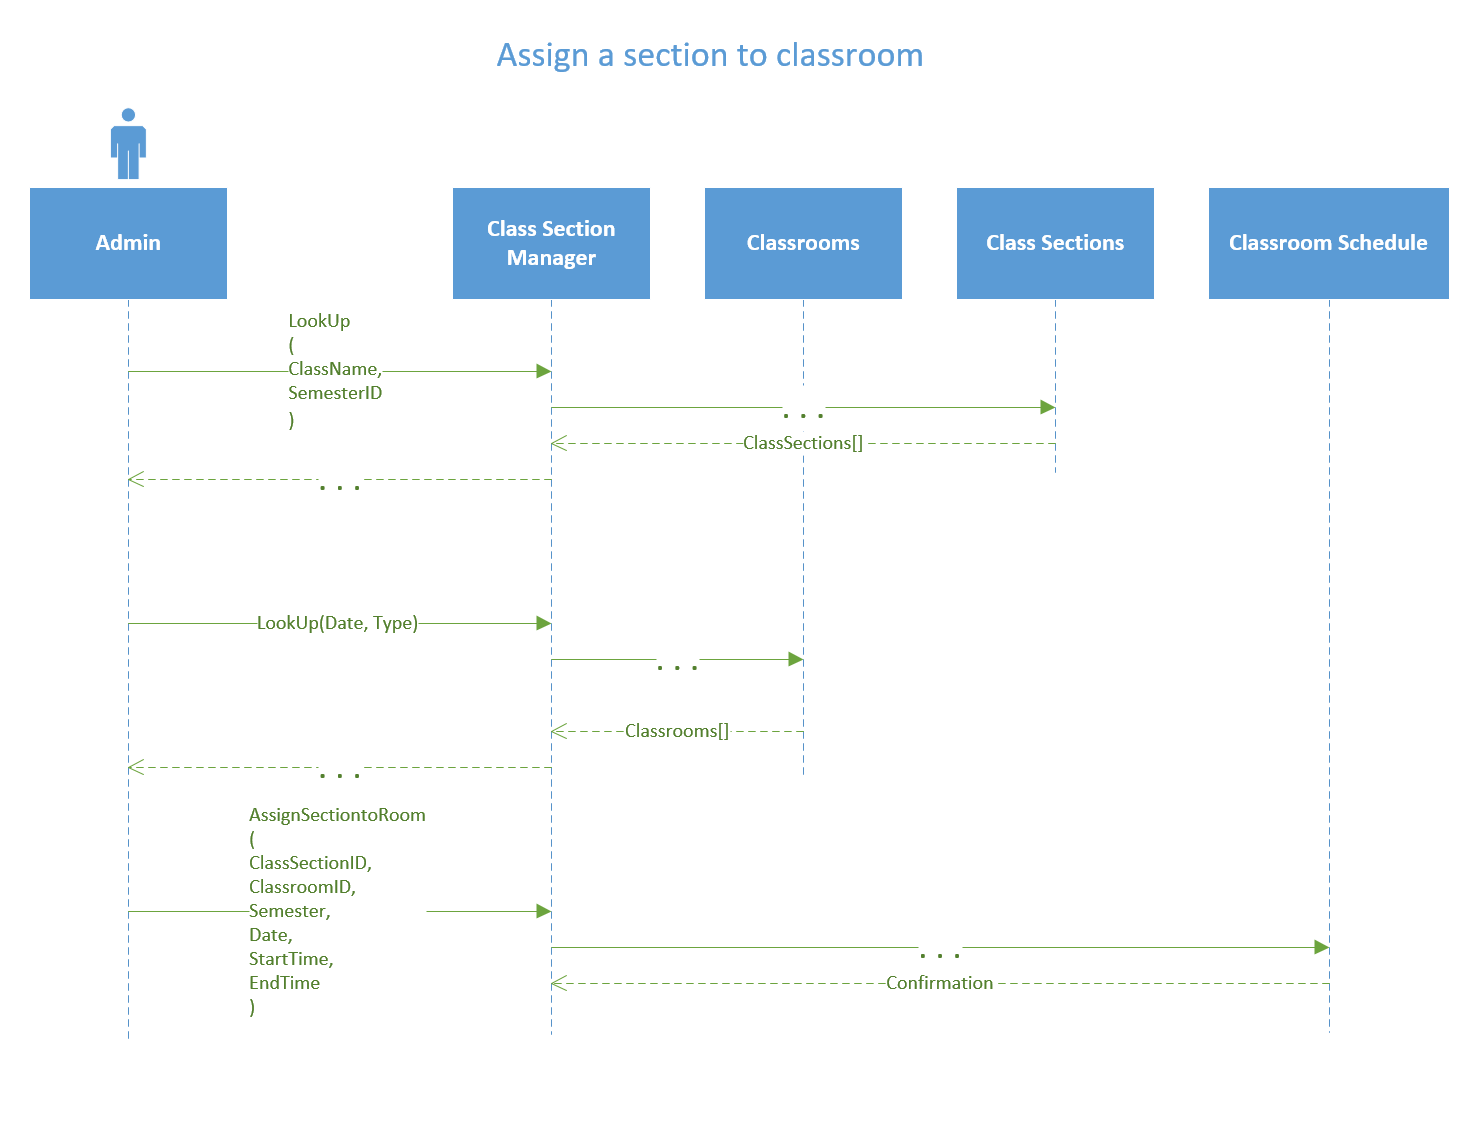 Assign a section to classroom
Admin
Class Section
Manager
Classrooms
Class Sections
Classroom Schedule
LookUp
(
ClassName,
SemesterID
)
. . .
ClassSections[]
. . .
LookUp(Date, Type)
. . .
Classrooms[]
. . .
AssignSectiontoRoom
(
ClassSectionID,
ClassroomID,
Semester,
Date,
StartTime,
EndTime
)
. . .
Confirmation